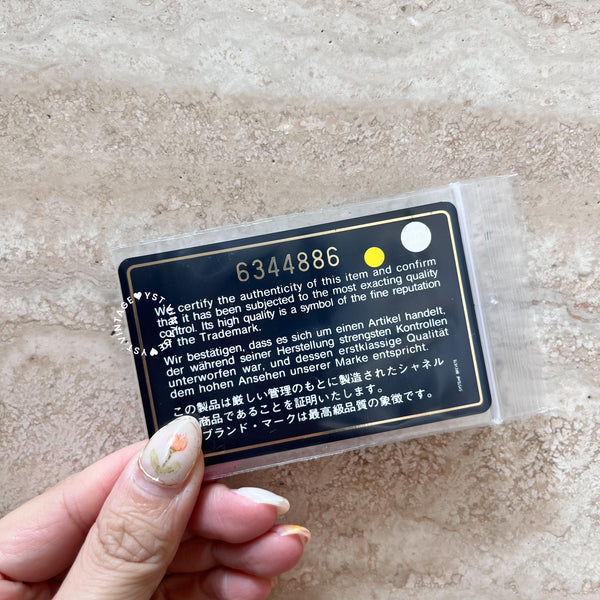 6344886
We certify the authenticity of this item and confirm
that it has been subjected to the most exacting quality
control. Its high quality is a symbol of the fine reputation
of the Trademark.
Wir bestätigen, dass es sich um einen Artikel handelt,
der während seiner Herstellung strengsten Kontrollen
unterworfen war, und dessen erstklassige Qualität
dem hohen Ansehen unserer Marke entspricht.
この製品は厳しい管理のもとに製造されたシャネル
商品であることを証明いたします。
ブランド・マークは最高級品質の象徴です。